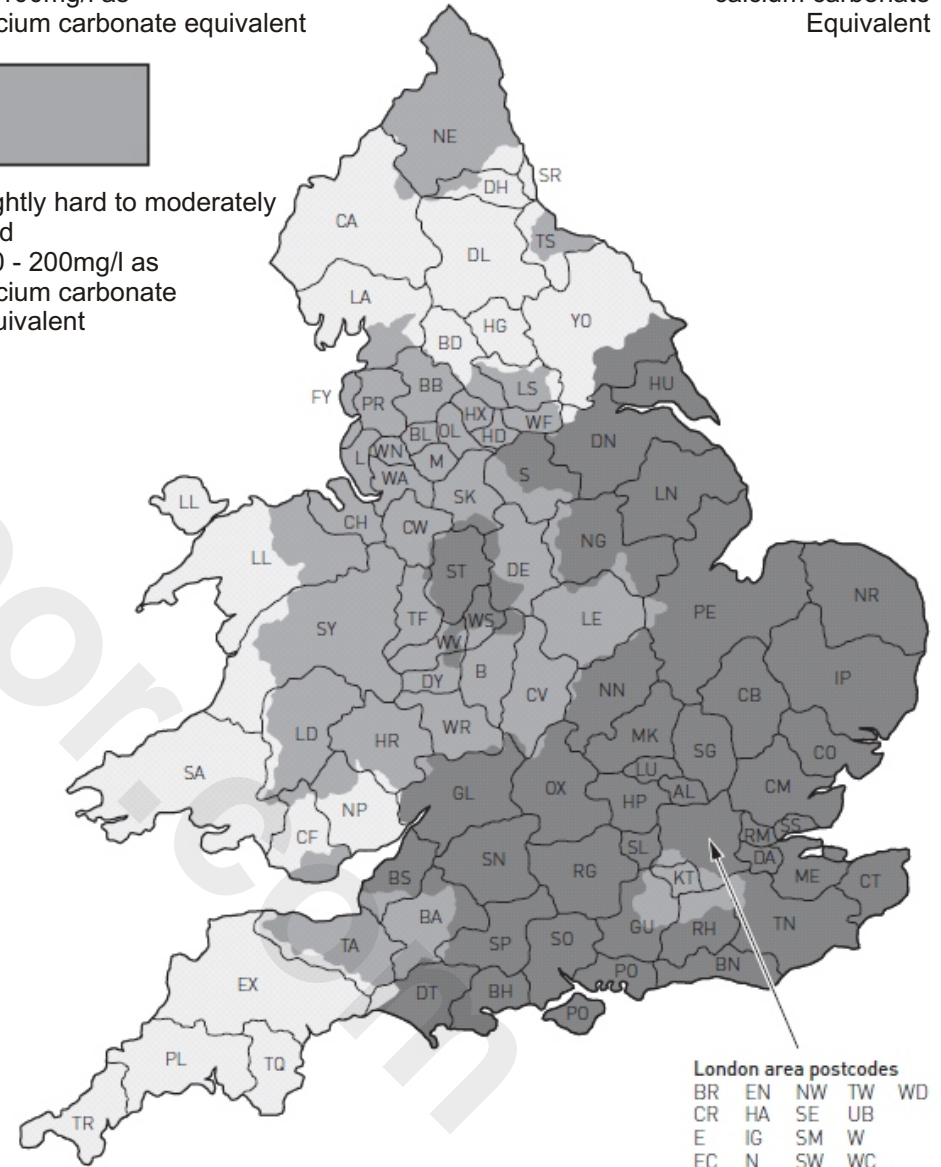 cium carbonate equivalent
Equivalent
ghtly hard to moderately
d
0 - 200mg/l as
cium carbonate
uivalent
NE
SR
DH
CA
TS
DL
LA
YO
HG
BD
HU
BB
LS
FY
PR
HX
WF
DN
BL
OL
HD
L
WN
M
S
WA
LN
SK
LL
CH
CW
NG
LL
ST
DE
NR
PE
TF
WS
LE
SY
WV
B
IP
DY
CV
NN
CB
LD
HR
WR
MK
SG
CO
SA
LU
GL
OX
HP
AL
CM
NP
CF
RM
SS
SL
DA
SN
RG
BS
KT
ME
CT
BA
GU
RH
TN
TA
SP
SO
BN
EX
DT
BH
PO
PO
PL
TQ
TR
London area postcodes
BR EN NW TW WD
CR HA SE UB
E IG SM W
EC N SW WC
or.com